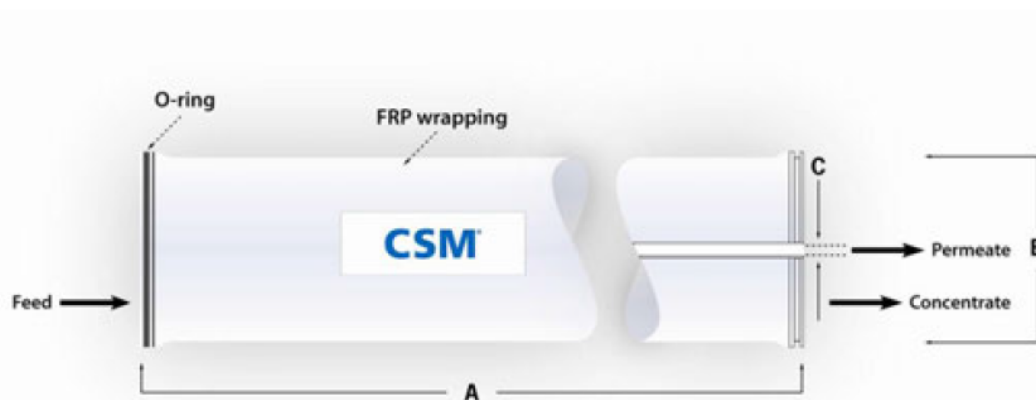 O-ring
FRP wrapping
C
CSM®
Permeate
B
Feed
Concentrate
A